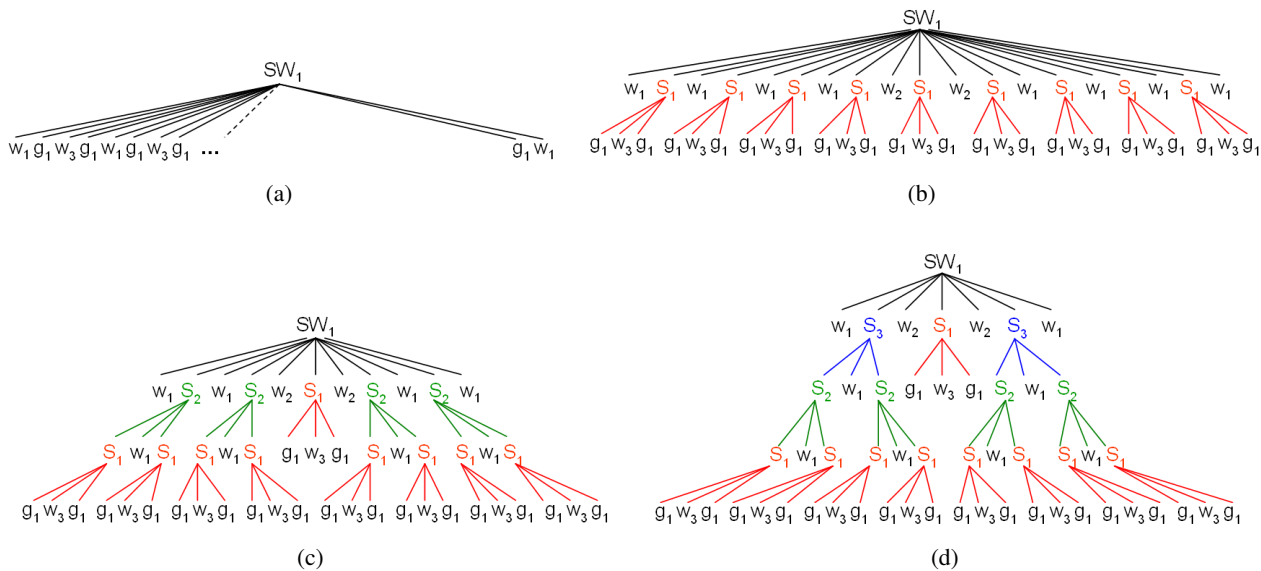 SW₁
w₁ g₁ w₃ g₁ w₁ g₁ w₃ g₁ ... g₁ w₁
(a)
SW₁
w₁ S₁ w₁ S₁ w₁ S₁ w₁ S₁ w₂ S₁ w₂ S₁ w₁ S₁ w₁ S₁ w₁ S₁ w₁
g₁ w₃ g₁ g₁ w₃ g₁ g₁ w₃ g₁ g₁ w₃ g₁ g₁ w₃ g₁ g₁ w₃ g₁ g₁ w₃ g₁ g₁ w₃ g₁ g₁ w₃ g₁
(b)
SW₁
w₁ S₂ w₁ S₂ w₂ S₁ w₂ S₂ w₁ S₂ w₁
S₁ w₁ S₁ S₁ w₁ S₁ g₁ w₃ g₁ S₁ w₁ S₁ S₁ w₁ S₁
g₁ w₃ g₁ g₁ w₃ g₁ g₁ w₃ g₁ g₁ w₃ g₁ g₁ w₃ g₁ g₁ w₃ g₁ g₁ w₃ g₁ g₁ w₃ g₁
(c)
SW₁
w₁ S₃ w₂ S₁ w₂ S₃ w₁
S₂ w₁ S₂ g₁ w₃ g₁ S₂ w₁ S₂
S₁ w₁ S₁ S₁ w₁ S₁ S₁ w₁ S₁ S₁ w₁ S₁
g₁ w₃ g₁ g₁ w₃ g₁ g₁ w₃ g₁ g₁ w₃ g₁ g₁ w₃ g₁ g₁ w₃ g₁ g₁ w₃ g₁ g₁ w₃ g₁
(d)